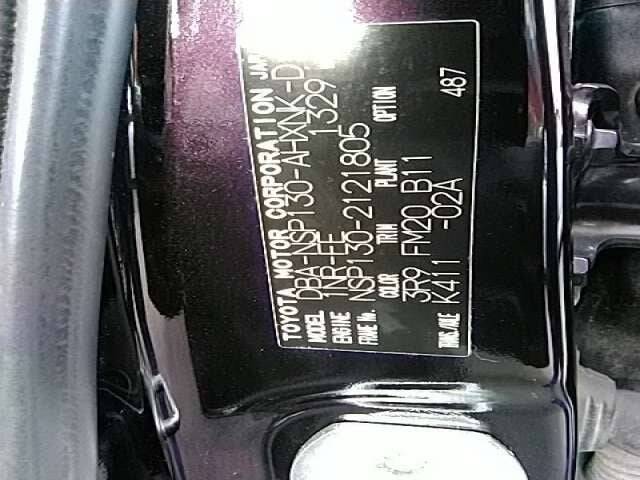 TOYOTA MOTOR CORPORATION JAP
MODEL DBA-NSP130-AHXNK-D
ENGINE 1NR-FE 1329
FRAME No. NSP130-2121805
COLOR TRIM PLANT OPTION
3R9 FM20 B11
TRANS./AXLE K411 -02A 487